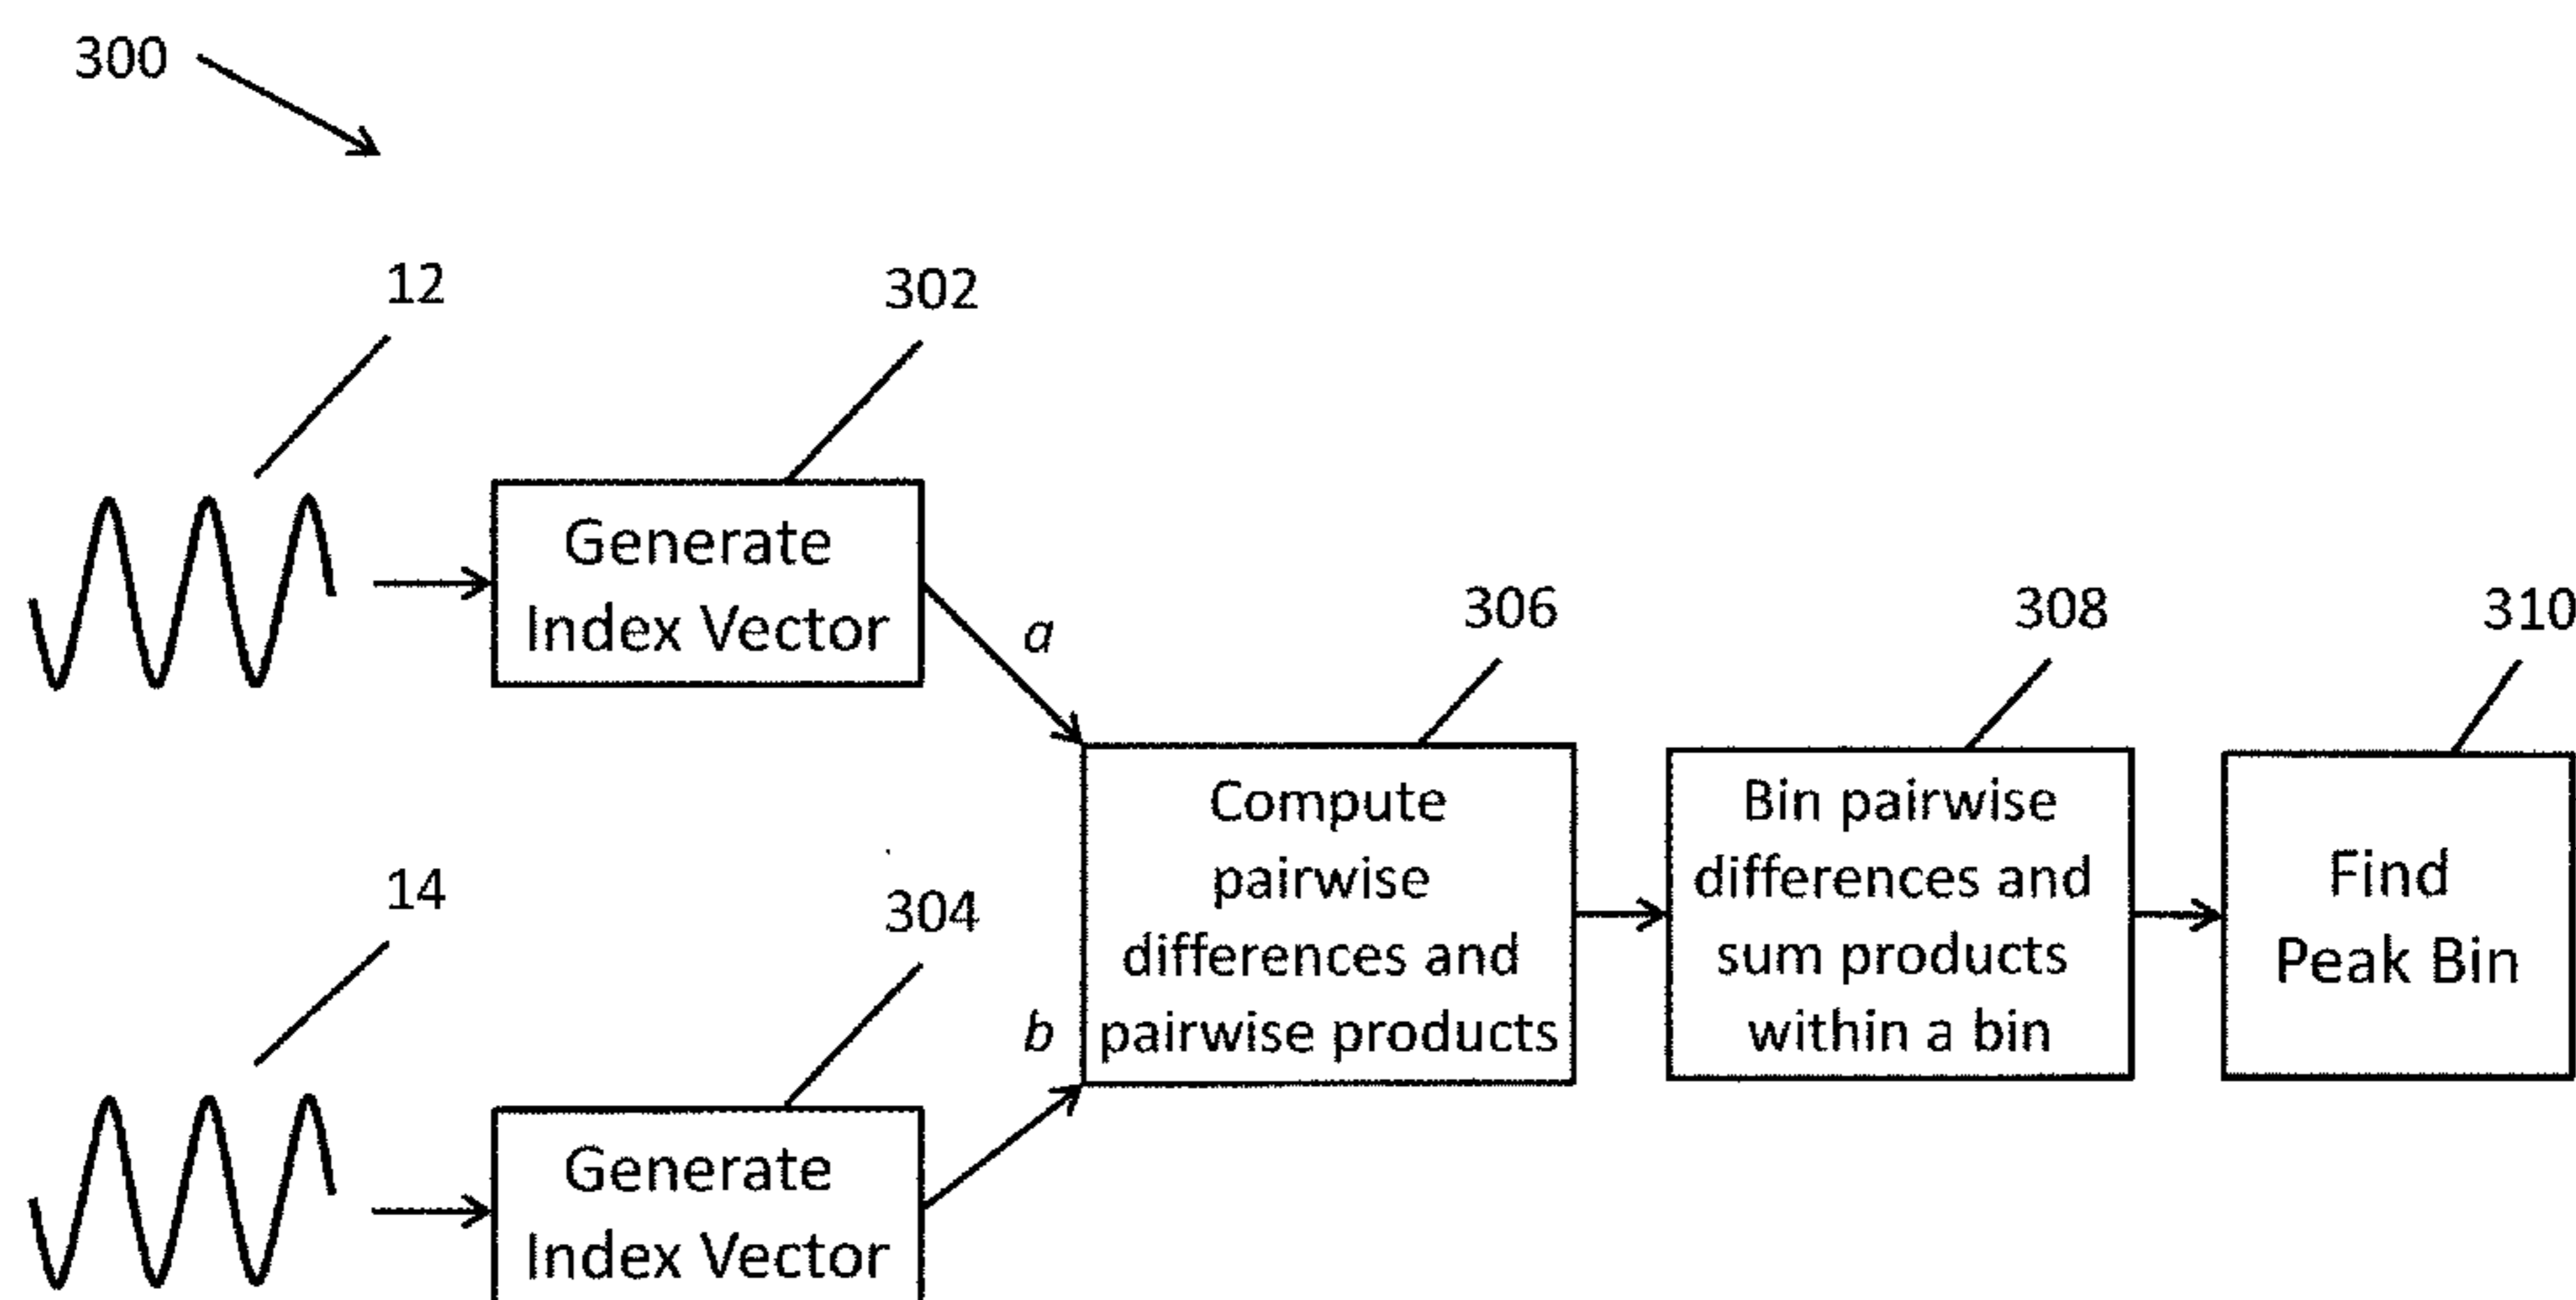 300
12
302
Generate
Index Vector
a
306
308
310
Compute
pairwise
differences and
pairwise products
Bin pairwise
differences and
sum products
within a bin
Find
Peak Bin
14
304
b
Generate
Index Vector